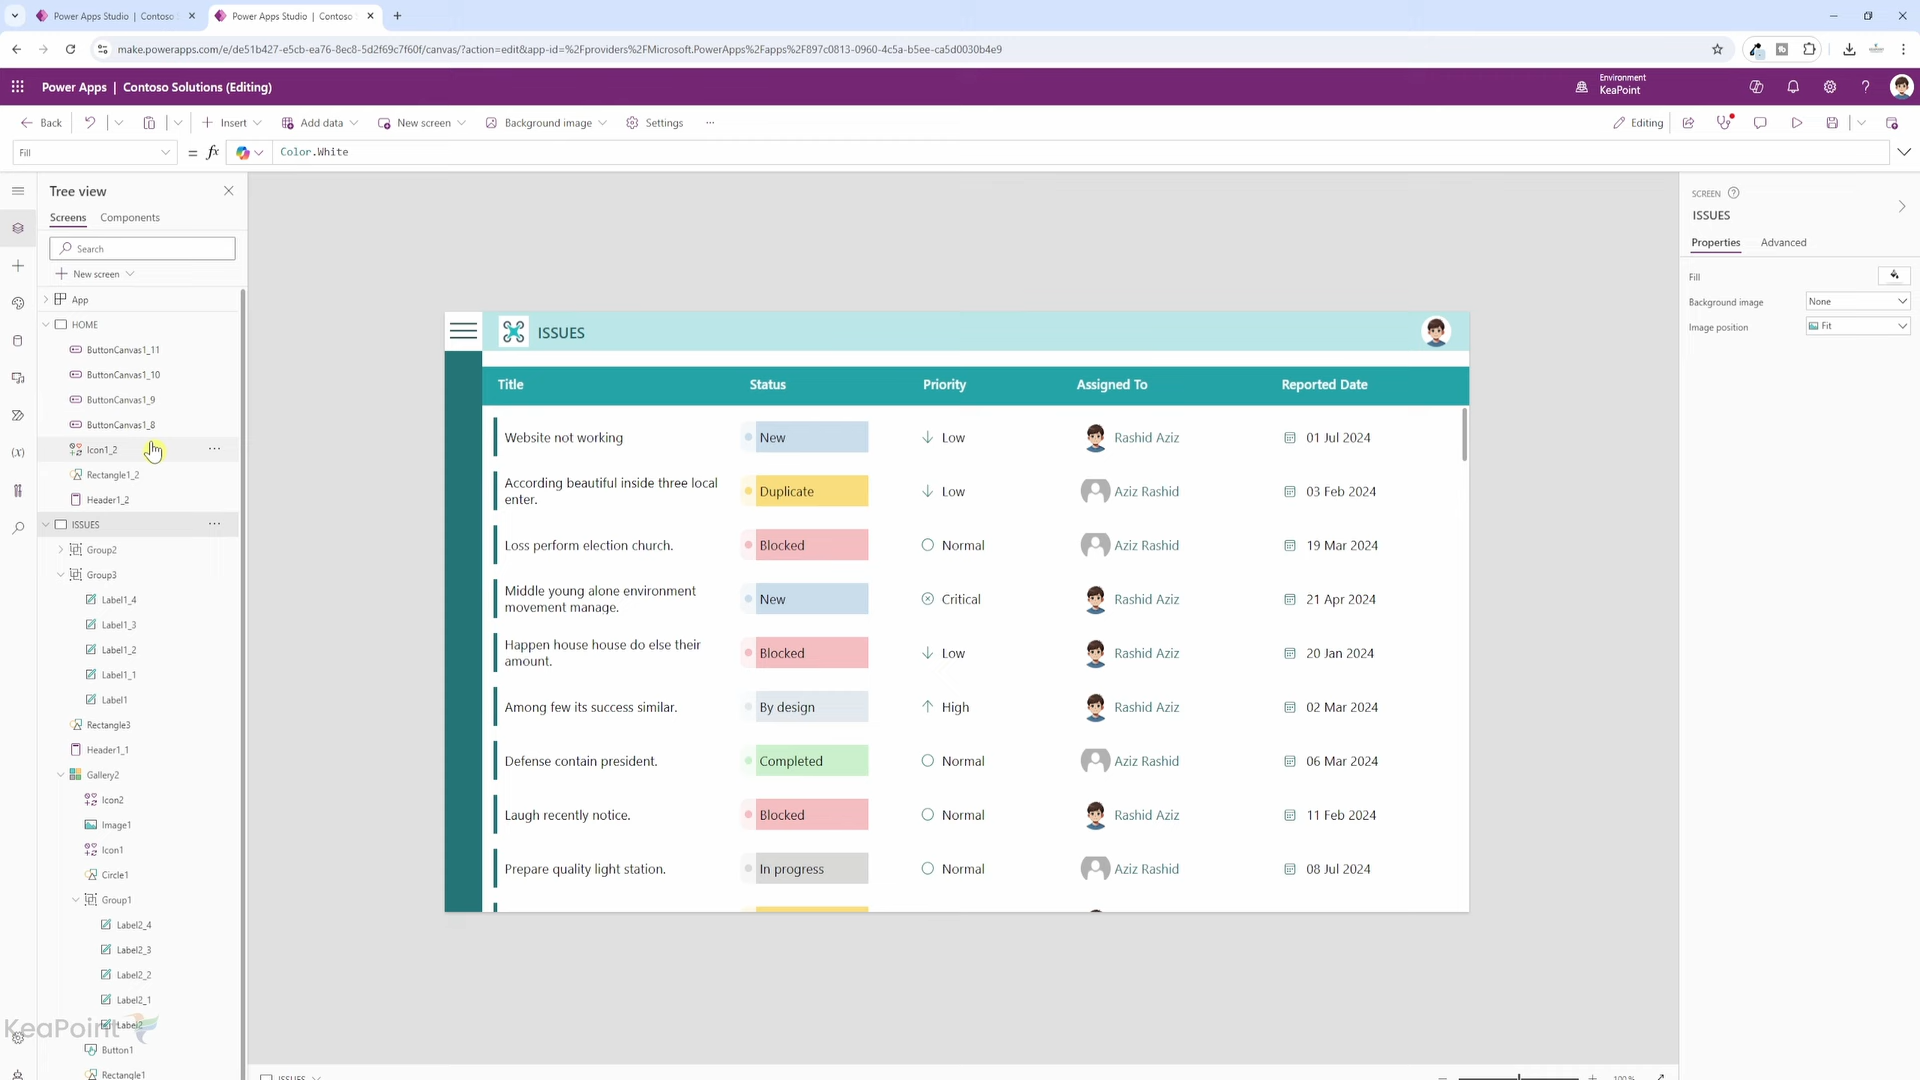 Power Apps Studio | Contoso
Power Apps Studio | Contoso
make.powerapps.com/e/de51b427-e5cb-ea76-8ec8-5d2f69c7f60f/canvas/?action=edit&app-id=%2Fproviders%2FMicrosoft.PowerApps%2Fapps%2F897c0813-0960-4c5a-b5ee-ca5d0030b4e9
Power Apps | Contoso Solutions (Editing)
Environment
KeaPoint
Back
Insert
Add data
New screen
Background image
Settings
Editing
Fill
= fx
Color.White
Tree view
Screens
Components
Search
New screen
App
HOME
ButtonCanvas1_11
ButtonCanvas1_10
ButtonCanvas1_9
ButtonCanvas1_8
Icon1_2
Rectangle1_2
Header1_2
ISSUES
Group2
Group3
Label1_4
Label1_3
Label1_2
Label1_1
Label1
Rectangle3
Header1_1
Gallery2
Icon2
Image1
Icon1
Circle1
Group1
Label2_4
Label2_3
Label2_2
Label2_1
Label2
Button1
Rectangle1
KeaPoint
ISSUES
Title Status Priority Assigned To Reported Date
Website not working New Low Rashid Aziz 01 Jul 2024
According beautiful inside three local
enter. Duplicate Low Aziz Rashid 03 Feb 2024
Loss perform election church. Blocked Normal Aziz Rashid 19 Mar 2024
Middle young alone environment
movement manage. New Critical Rashid Aziz 21 Apr 2024
Happen house house do else their
amount. Blocked Low Rashid Aziz 20 Jan 2024
Among few its success similar. By design High Rashid Aziz 02 Mar 2024
Defense contain president. Completed Normal Aziz Rashid 06 Mar 2024
Laugh recently notice. Blocked Normal Rashid Aziz 11 Feb 2024
Prepare quality light station. In progress Normal Aziz Rashid 08 Jul 2024
SCREEN
ISSUES
Properties
Advanced
Fill
Background image
None
Image position
Fit
ISSUES
100%